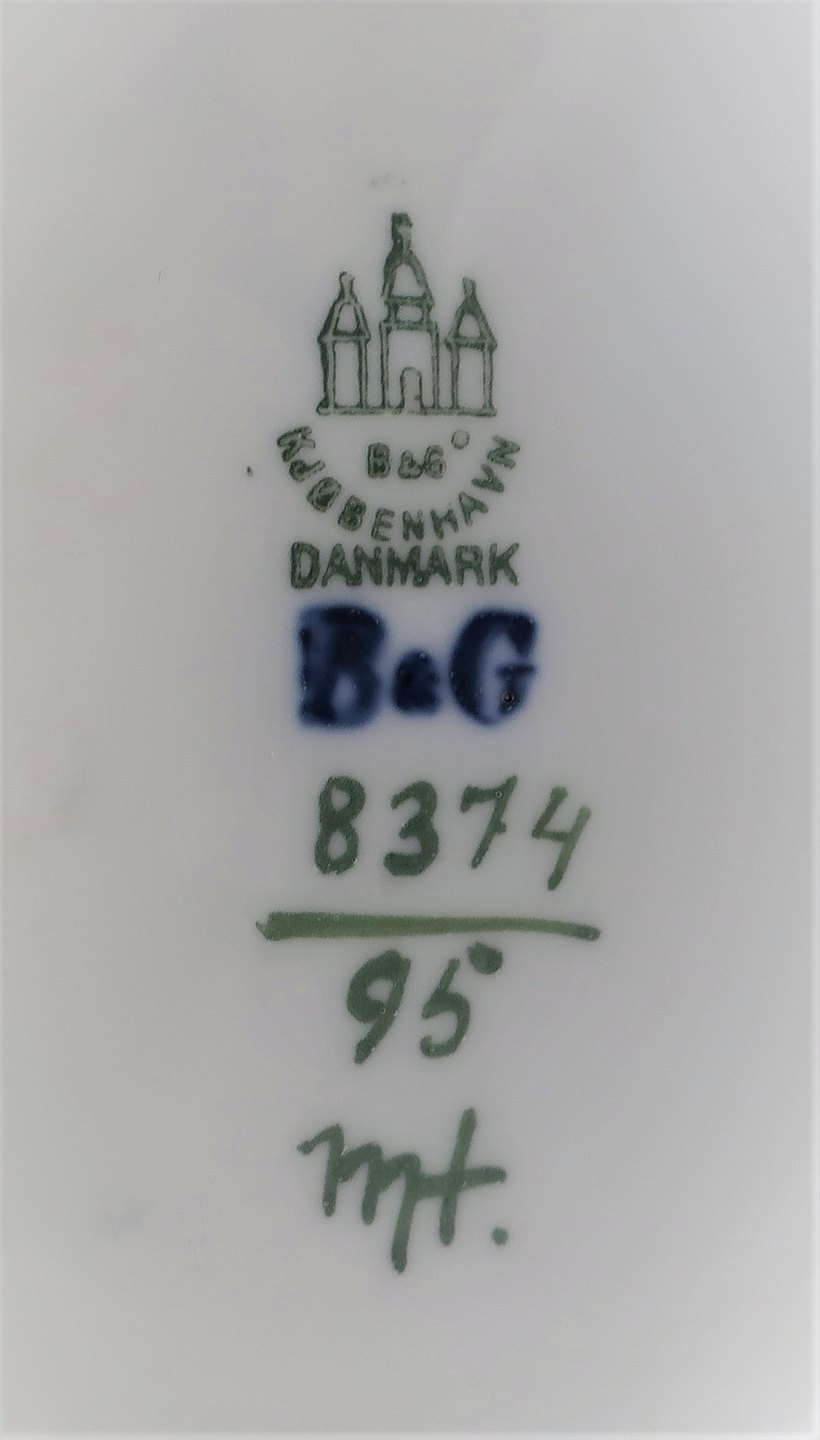 B&G
KJØBENHAVN
DANMARK
B&G
8374
95
Mt.